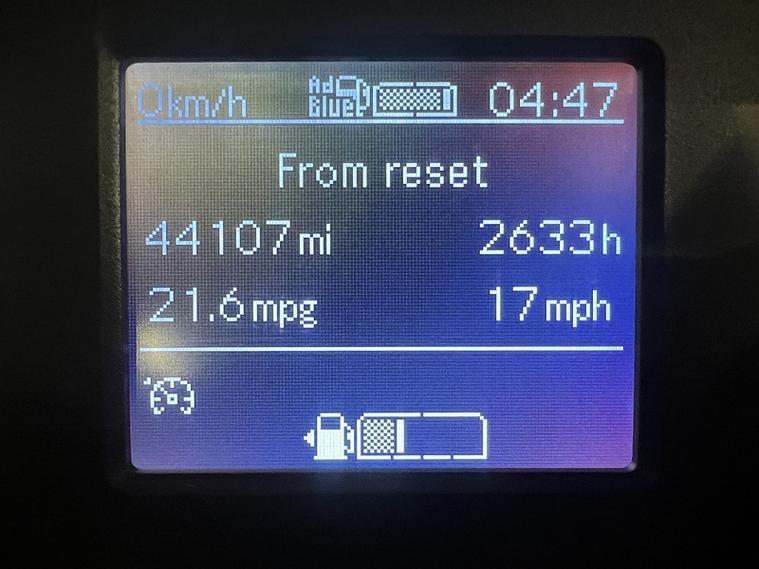 0km/h Ad Blue 04:47
From reset
44107mi 2633h
21.6mpg 17mph